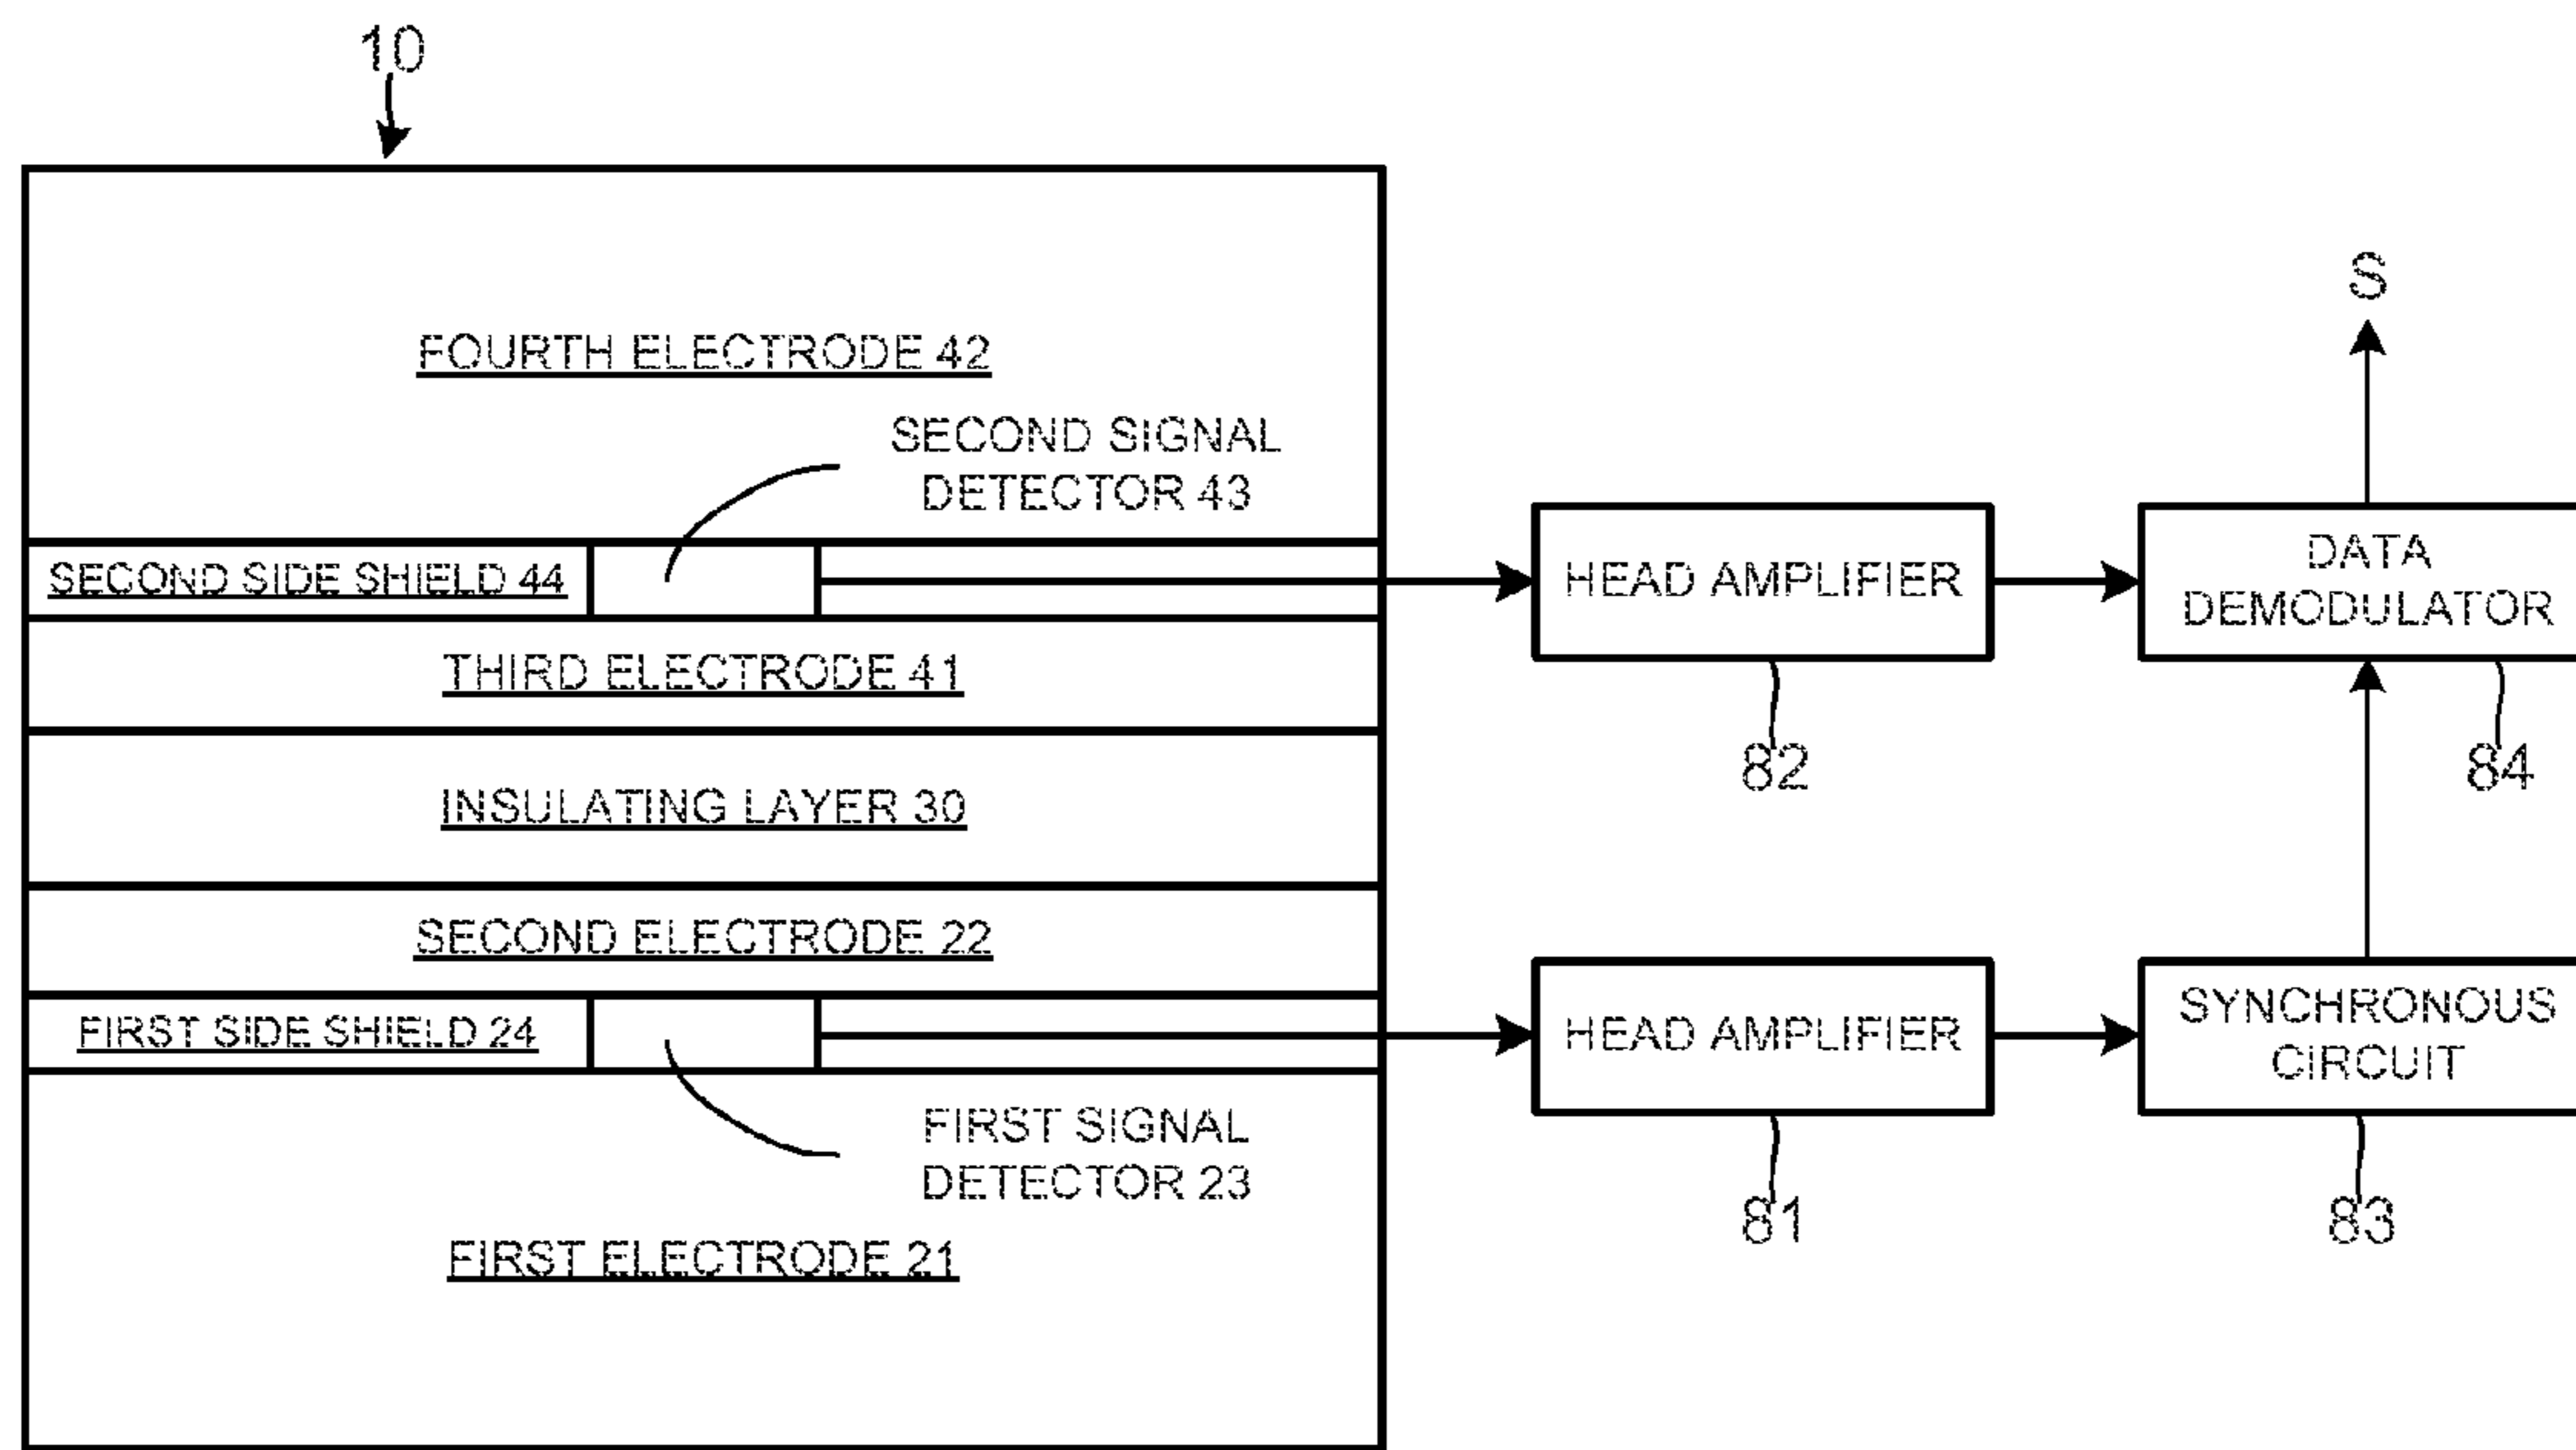 10
FOURTH ELECTRODE 42
SECOND SIGNAL
DETECTOR 43
SECOND SIDE SHIELD 44
THIRD ELECTRODE 41
INSULATING LAYER 30
SECOND ELECTRODE 22
FIRST SIDE SHIELD 24
FIRST SIGNAL
DETECTOR 23
FIRST ELECTRODE 21
HEAD AMPLIFIER
82
S
DATA
DEMODULATOR
84
HEAD AMPLIFIER
81
SYNCHRONOUS
CIRCUIT
83